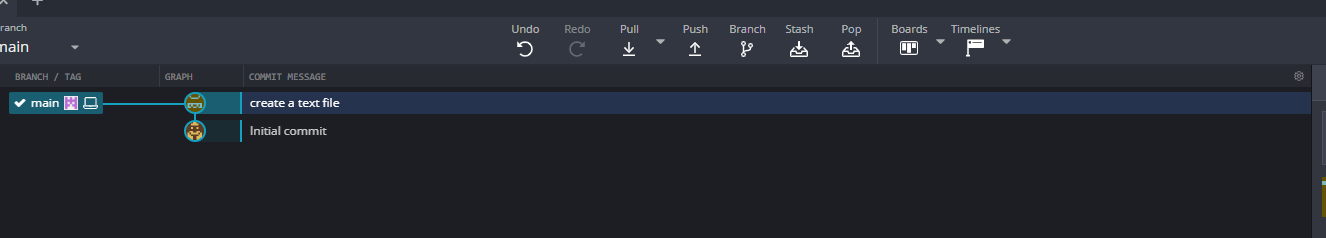 ranch
main
Undo Redo Pull Push Branch Stash Pop Boards Timelines
BRANCH / TAG GRAPH COMMIT MESSAGE
main create a text file
Initial commit